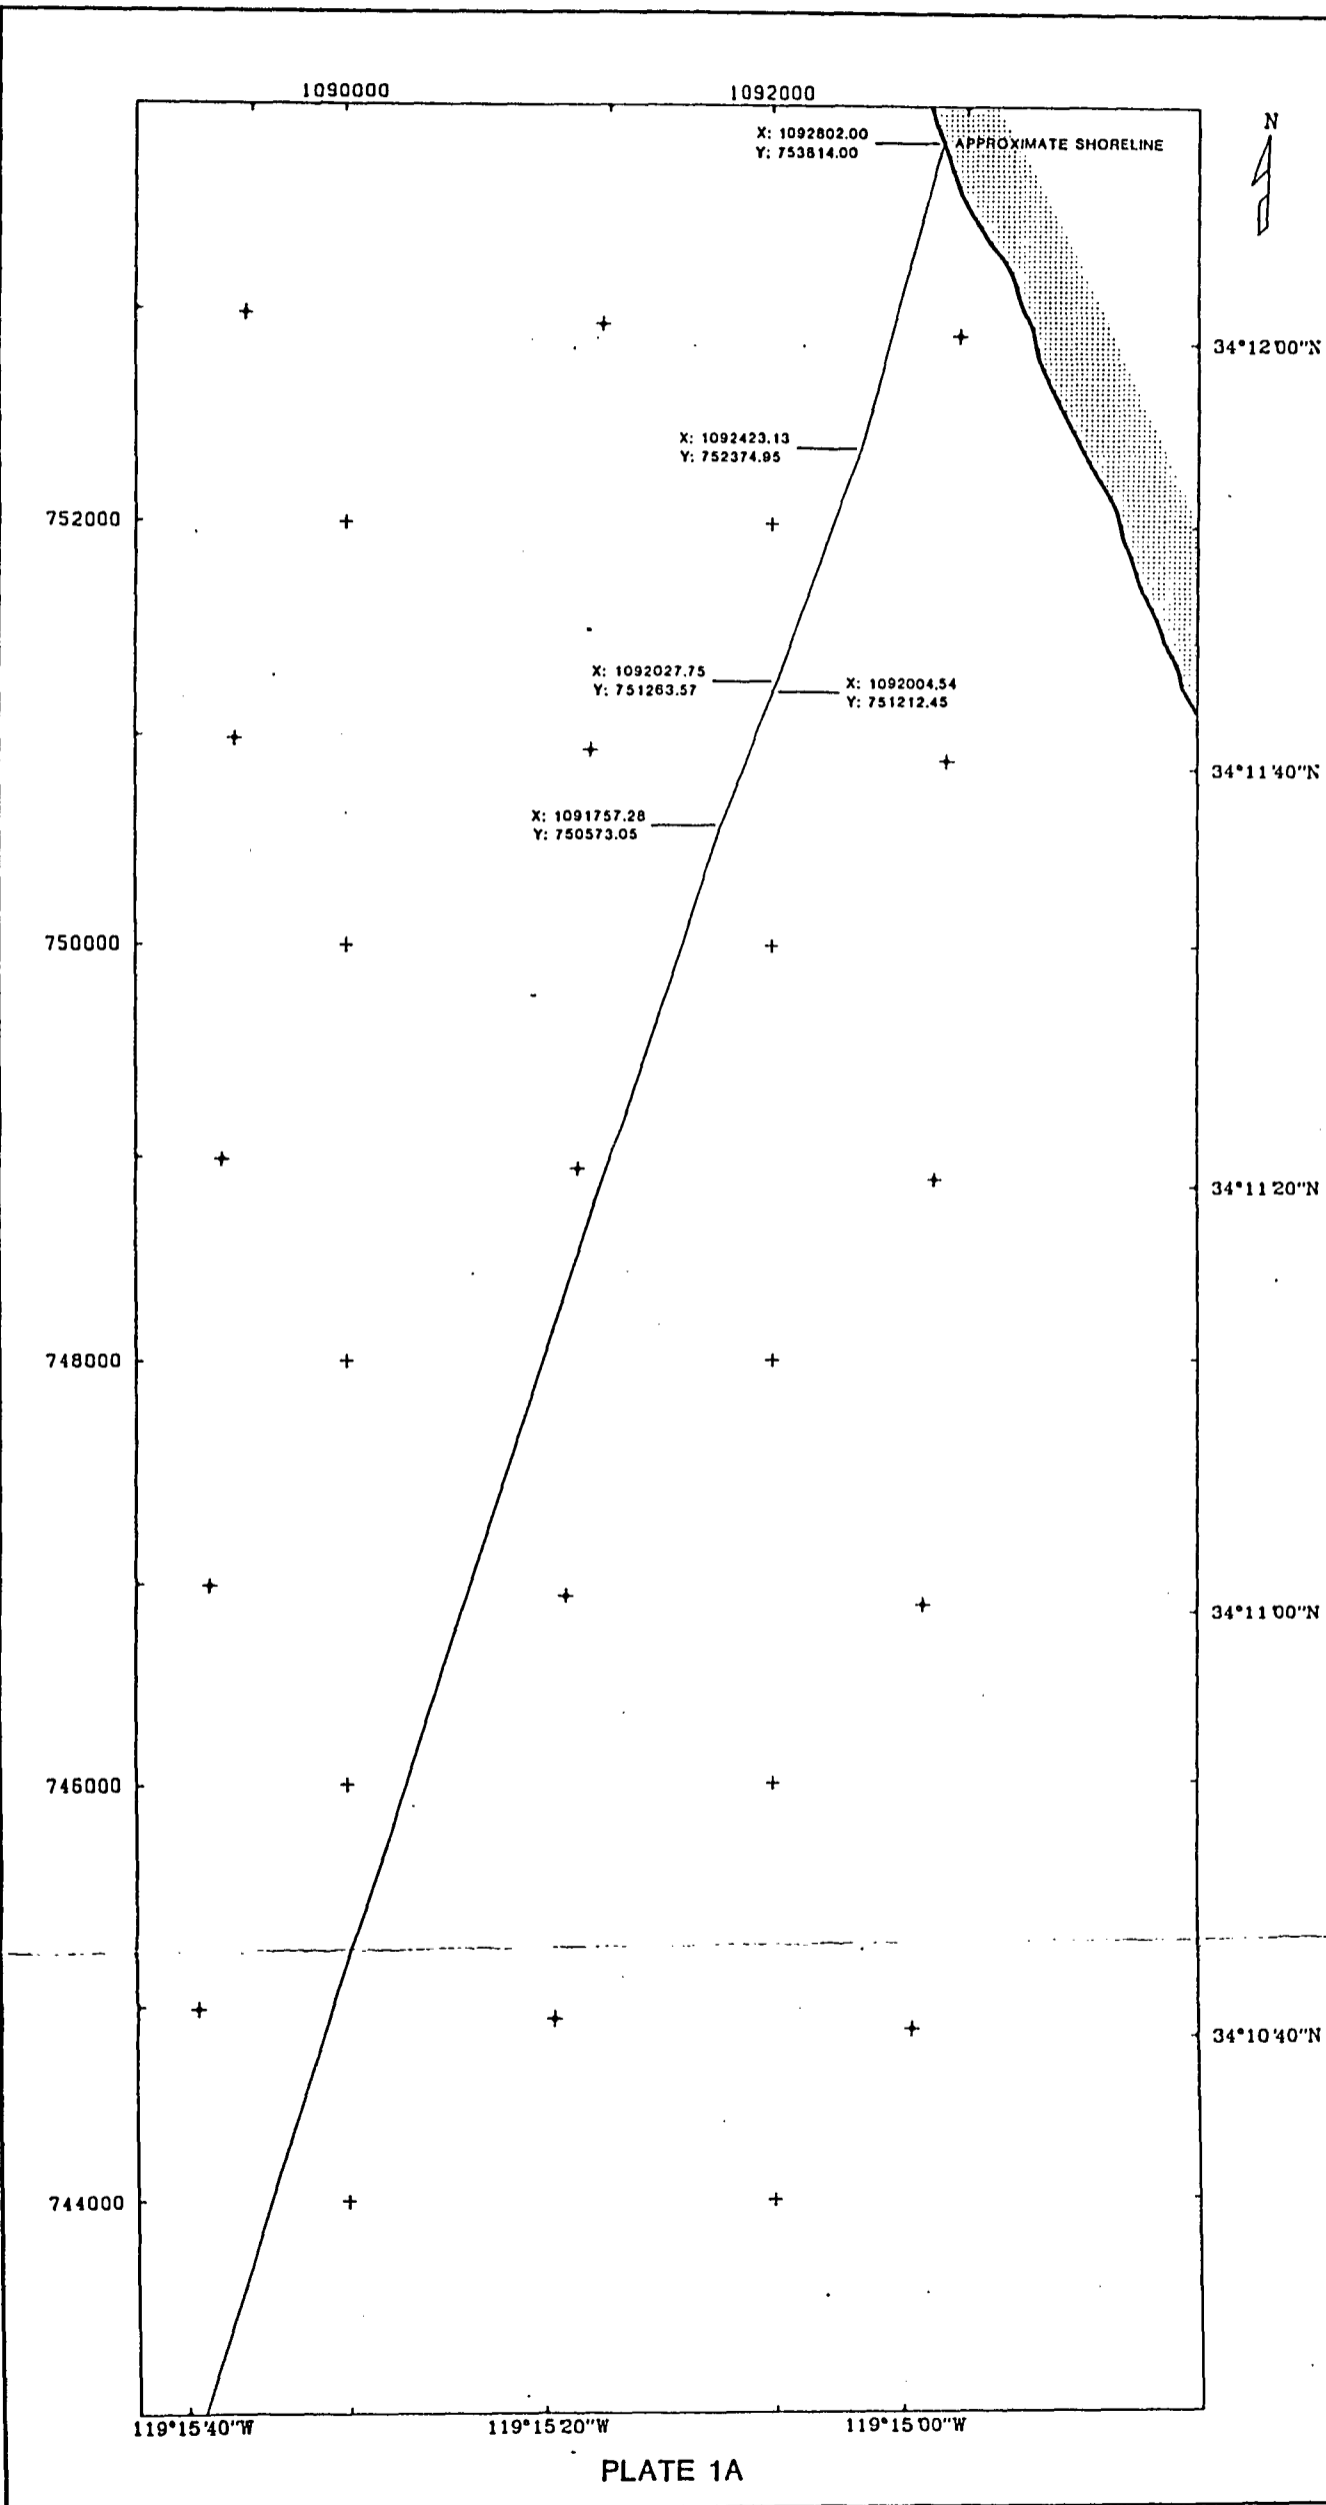 1090000
1092000
X: 1092802.00
Y: 753814.00
APPROXIMATE SHORELINE
N
34°12'00"N
X: 1092423.13
Y: 752374.95
752000
X: 1092027.75
Y: 751263.57
X: 1092004.54
Y: 751212.45
34°11'40"N
X: 1091757.28
Y: 750573.05
750000
34°11'20"N
748000
34°11'00"N
746000
34°10'40"N
744000
119°15'40"W
119°15'20"W
119°15'00"W
PLATE 1A